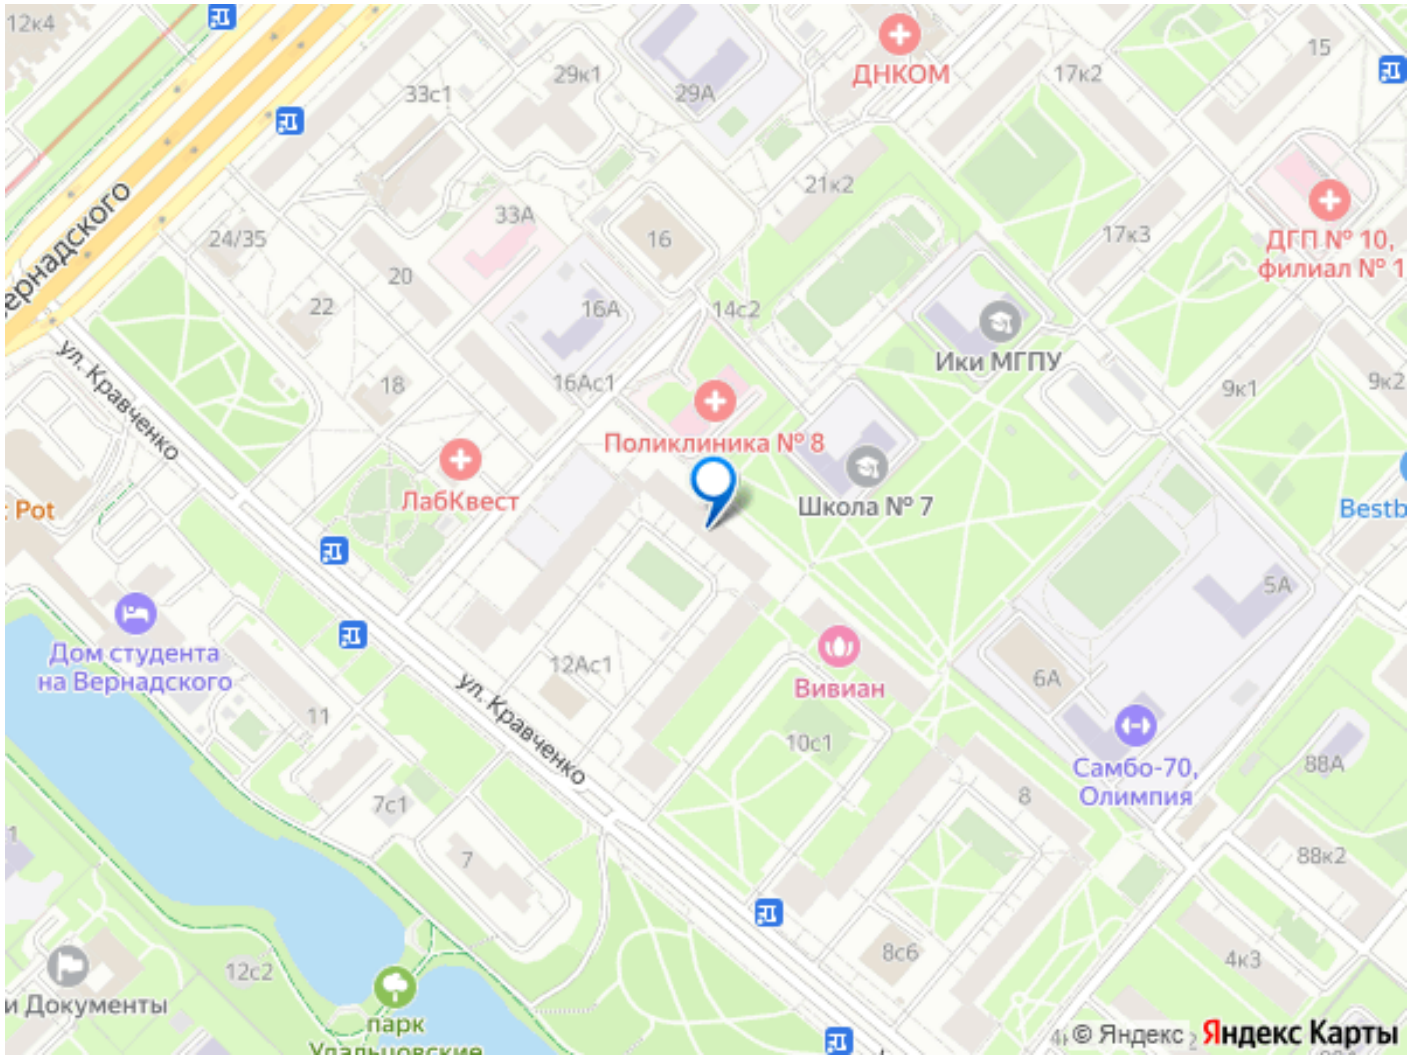 12к4
33с1
29к1
29А
ДНКОМ
17к2
15
21к2
33А
16
24/35
20
17к3
ДГП № 10,
филиал № 1
22
16А
14с2
Ики МГПУ
ул. Кравченко
18
16Ас1
9к1
9к2
Поликлиника № 8
ЛабКвест
Школа № 7
Pot
5А
Дом студента
на Вернадского
12Ас1
6А
Вивиан
ул. Кравченко
11
10с1
Самбо-70,
Олимпия
88А
7с1
8
7
88к2
8с6
4к3
12с2
и Документы
парк
Удальцовские
© Яндекс
Яндекс Карты